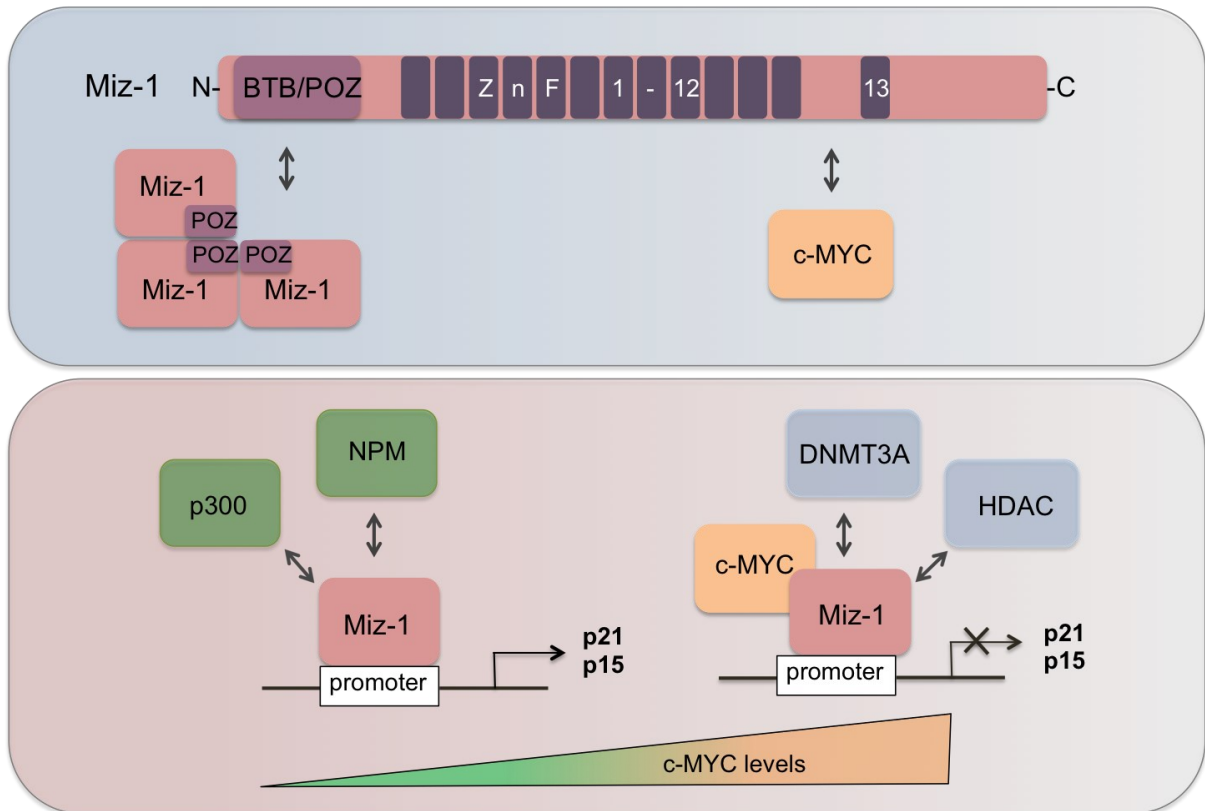 Miz-1 N- BTB/POZ Z n F 1 - 12 13 -C
Miz-1
POZ
POZ POZ
Miz-1 Miz-1
c-MYC
NPM
p300
Miz-1
promoter
p21
p15
DNMT3A
HDAC
c-MYC
Miz-1
promoter
p21
p15
c-MYC levels